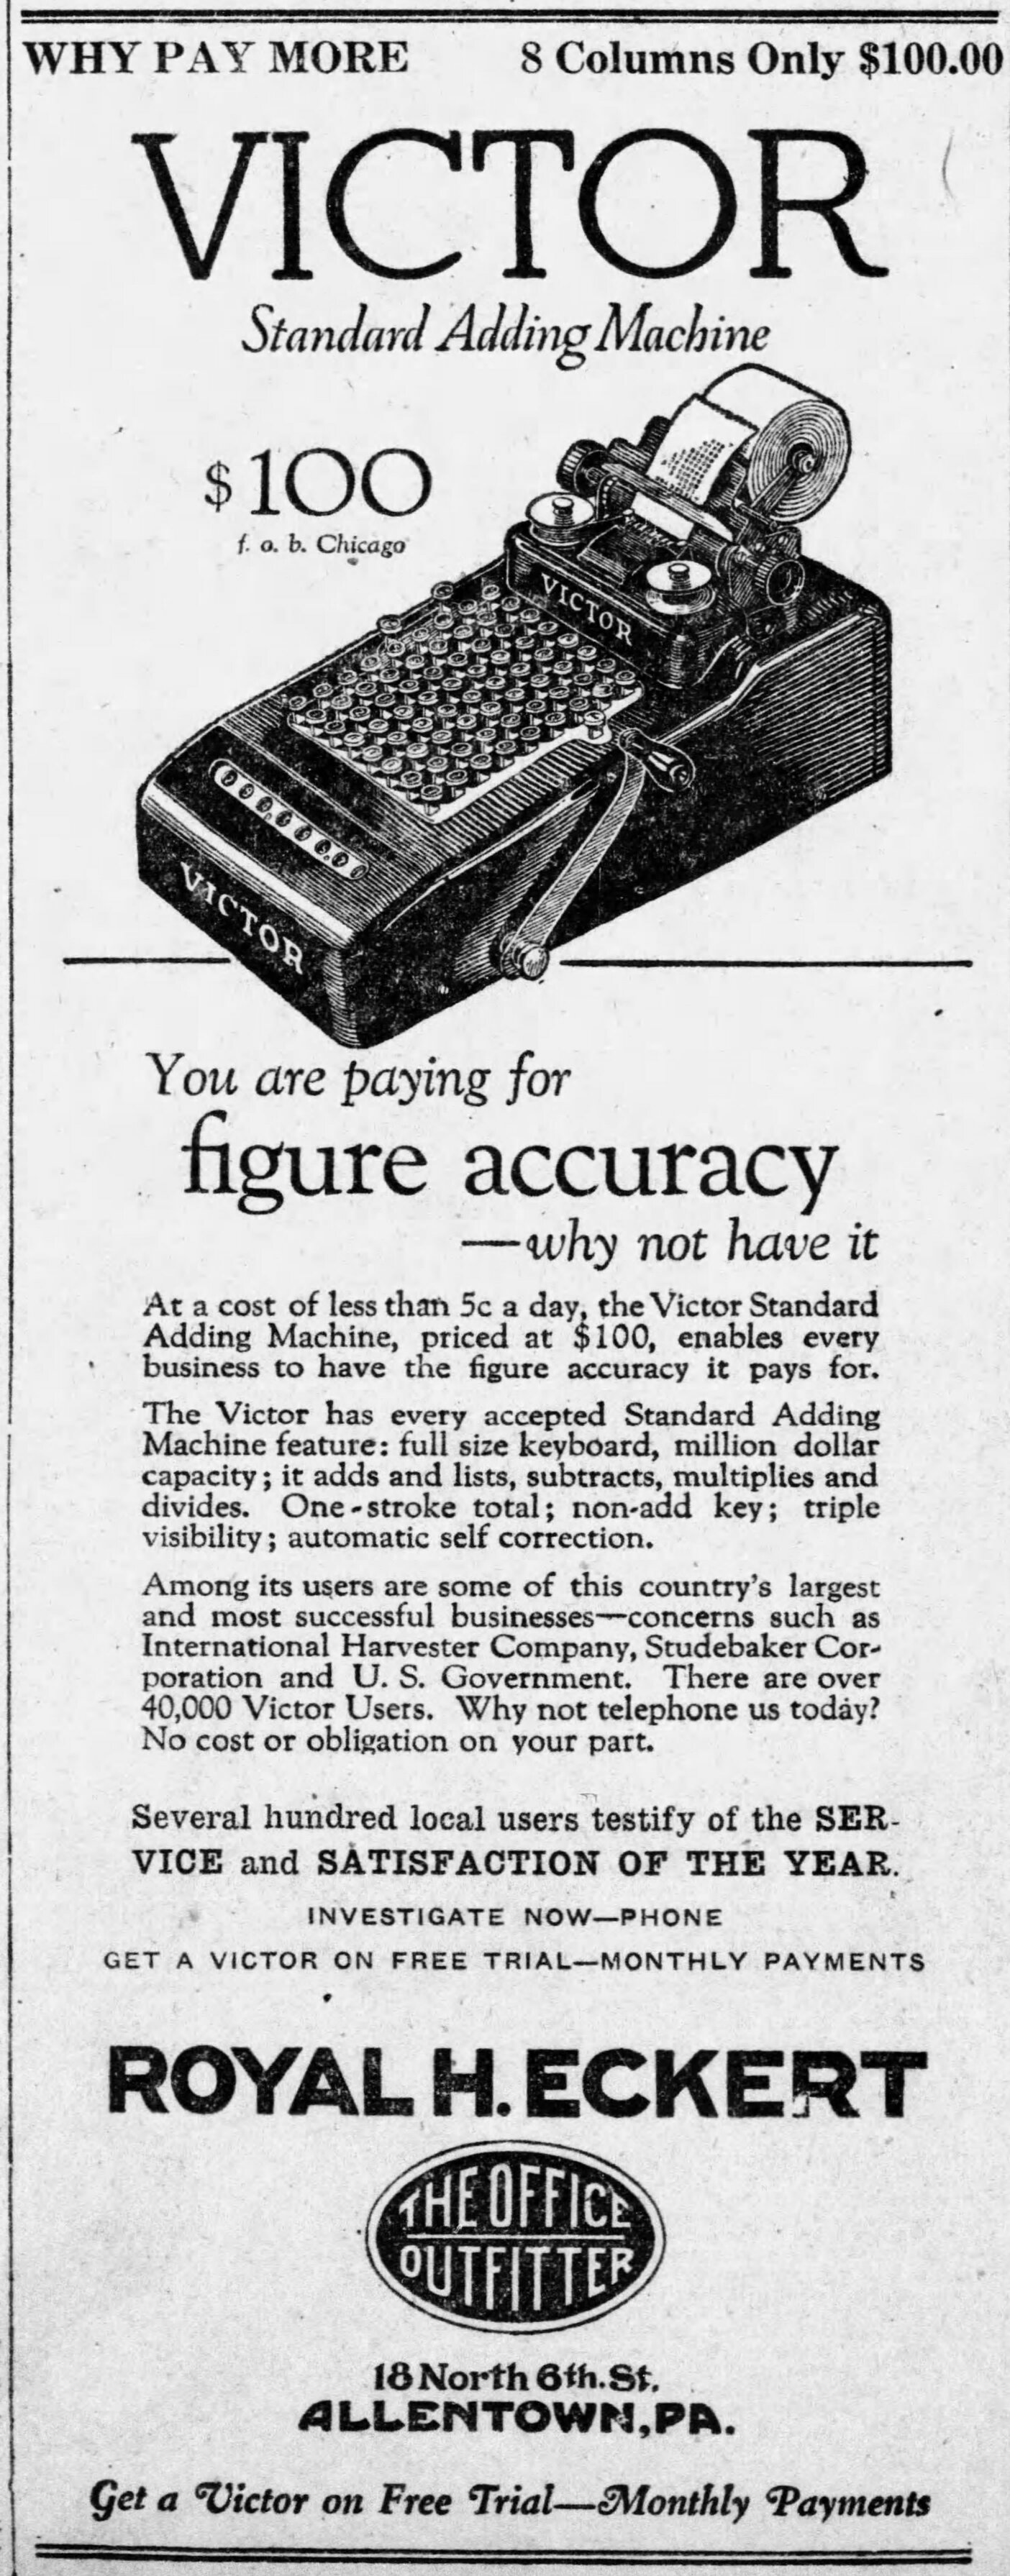 WHY PAY MORE 8 Columns Only $100.00
VICTOR
Standard Adding Machine
$100
f. o. b. Chicago
VICTOR
VICTOR
You are paying for
figure accuracy
—why not have it
At a cost of less than 5c a day, the Victor Standard
Adding Machine, priced at $100, enables every
business to have the figure accuracy it pays for.
The Victor has every accepted Standard Adding
Machine feature: full size keyboard, million dollar
capacity; it adds and lists, subtracts, multiplies and
divides. One-stroke total; non-add key; triple
visibility; automatic self correction.
Among its users are some of this country's largest
and most successful businesses—concerns such as
International Harvester Company, Studebaker Cor-
poration and U. S. Government. There are over
40,000 Victor Users. Why not telephone us today?
No cost or obligation on your part.
Several hundred local users testify of the SER-
VICE and SATISFACTION OF THE YEAR.
INVESTIGATE NOW—PHONE
GET A VICTOR ON FREE TRIAL—MONTHLY PAYMENTS
ROYAL H. ECKERT
THE OFFICE
OUTFITTER
18 North 6th. St.
ALLENTOWN, PA.
Get a Victor on Free Trial—Monthly Payments